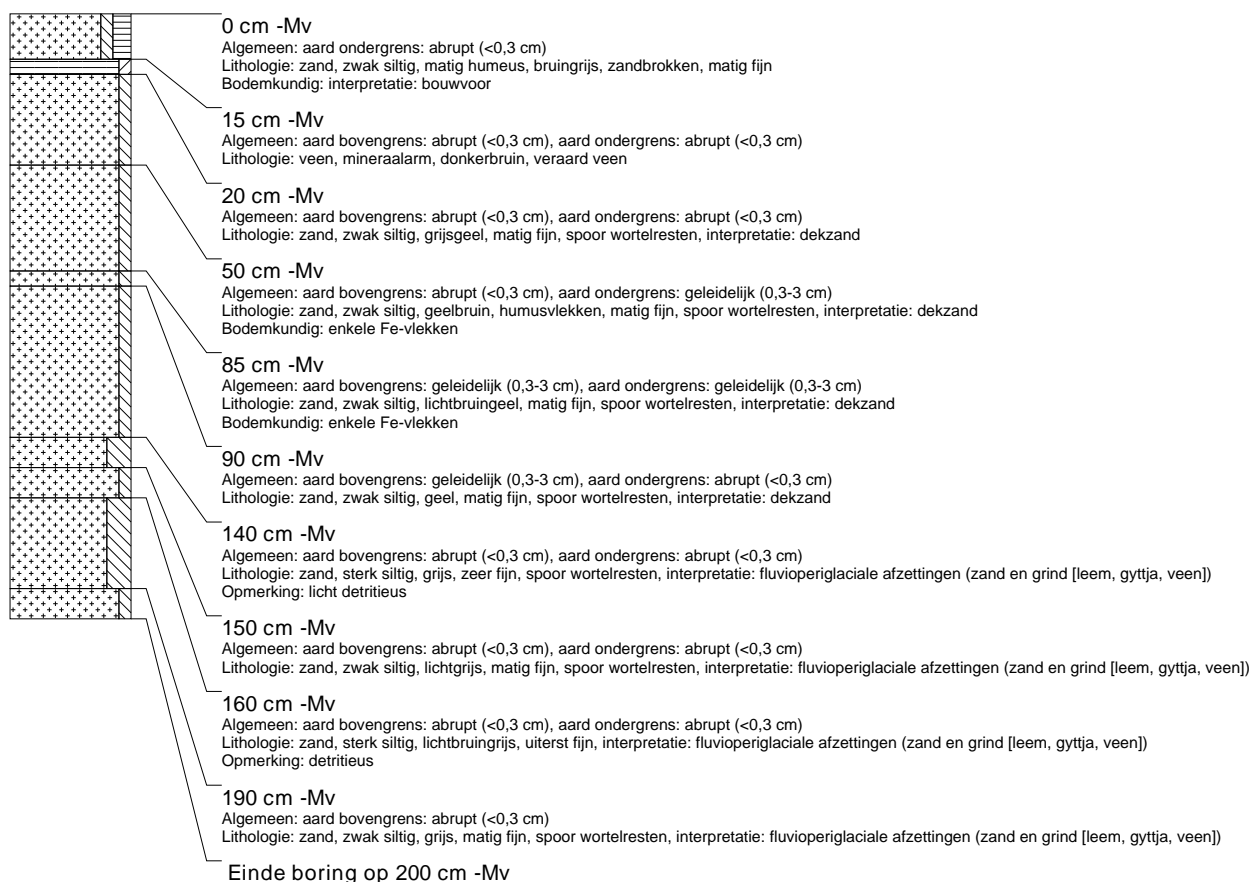 0 cm -Mv
Algemeen: aard ondergrens: abrupt (<0,3 cm)
Lithologie: zand, zwak siltig, matig humeus, bruingrijs, zandbrokken, matig fijn
Bodemkundig: interpretatie: bouwvoor
15 cm -Mv
Algemeen: aard bovengrens: abrupt (<0,3 cm), aard ondergrens: abrupt (<0,3 cm)
Lithologie: veen, mineraalarm, donkerbruin, veraard veen
20 cm -Mv
Algemeen: aard bovengrens: abrupt (<0,3 cm), aard ondergrens: abrupt (<0,3 cm)
Lithologie: zand, zwak siltig, grijsgeel, matig fijn, spoor wortelresten, interpretatie: dekzand
50 cm -Mv
Algemeen: aard bovengrens: abrupt (<0,3 cm), aard ondergrens: geleidelijk (0,3-3 cm)
Lithologie: zand, zwak siltig, geelbruin, humusvlekken, matig fijn, spoor wortelresten, interpretatie: dekzand
Bodemkundig: enkele Fe-vlekken
85 cm -Mv
Algemeen: aard bovengrens: geleidelijk (0,3-3 cm), aard ondergrens: geleidelijk (0,3-3 cm)
Lithologie: zand, zwak siltig, lichtbruingeel, matig fijn, spoor wortelresten, interpretatie: dekzand
Bodemkundig: enkele Fe-vlekken
90 cm -Mv
Algemeen: aard bovengrens: geleidelijk (0,3-3 cm), aard ondergrens: abrupt (<0,3 cm)
Lithologie: zand, zwak siltig, geel, matig fijn, spoor wortelresten, interpretatie: dekzand
140 cm -Mv
Algemeen: aard bovengrens: abrupt (<0,3 cm), aard ondergrens: abrupt (<0,3 cm)
Lithologie: zand, sterk siltig, grijs, zeer fijn, spoor wortelresten, interpretatie: fluvioperiglaciale afzettingen (zand en grind [leem, gyttja, veen])
Opmerking: licht detritieus
150 cm -Mv
Algemeen: aard bovengrens: abrupt (<0,3 cm), aard ondergrens: abrupt (<0,3 cm)
Lithologie: zand, zwak siltig, lichtgrijs, matig fijn, spoor wortelresten, interpretatie: fluvioperiglaciale afzettingen (zand en grind [leem, gyttja, veen])
160 cm -Mv
Algemeen: aard bovengrens: abrupt (<0,3 cm), aard ondergrens: abrupt (<0,3 cm)
Lithologie: zand, sterk siltig, lichtbruingrijs, uiterst fijn, interpretatie: fluvioperiglaciale afzettingen (zand en grind [leem, gyttja, veen])
Opmerking: detritieus
190 cm -Mv
Algemeen: aard bovengrens: abrupt (<0,3 cm)
Lithologie: zand, zwak siltig, grijs, matig fijn, spoor wortelresten, interpretatie: fluvioperiglaciale afzettingen (zand en grind [leem, gyttja, veen])
Einde boring op 200 cm -Mv